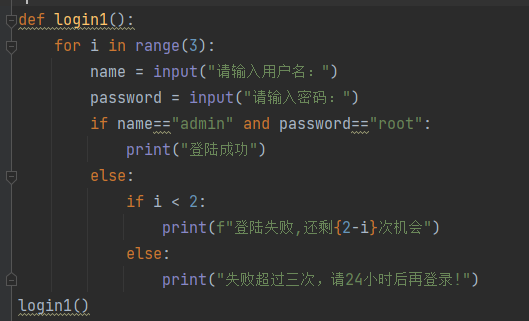 def login1():
    for i in range(3):
        name = input("请输入用户名：")
        password = input("请输入密码：")
        if name=="admin" and password=="root":
            print("登陆成功")
        else:
            if i < 2:
                print(f"登陆失败,还剩{2-i}次机会")
            else:
                print("失败超过三次，请24小时后再登录!")
login1()